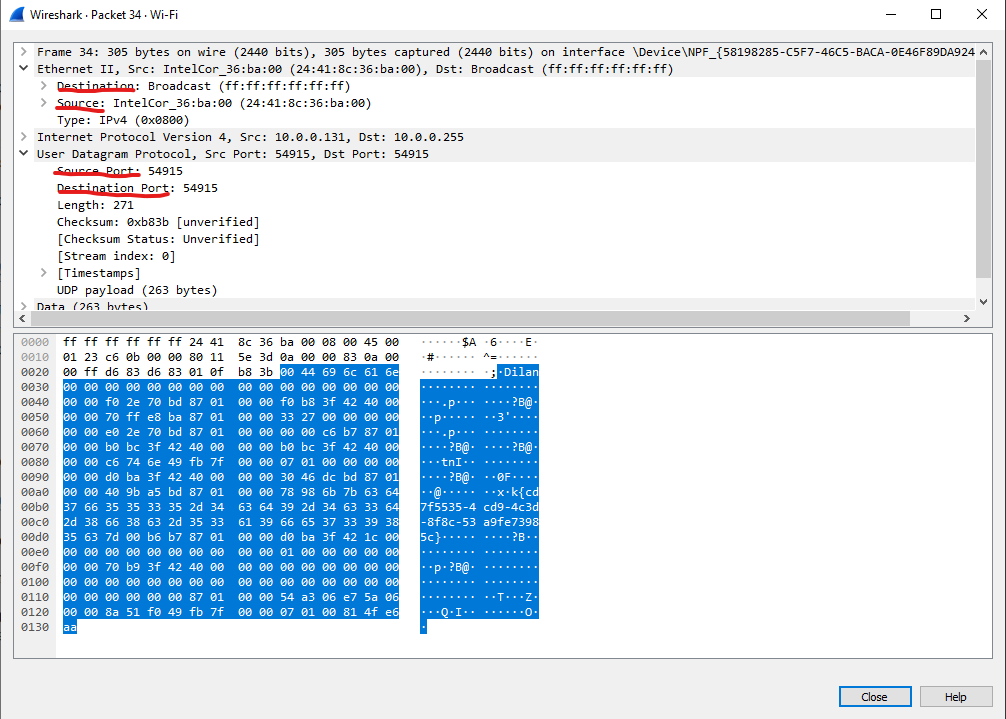 Wireshark · Packet 34 · Wi-Fi
Frame 34: 305 bytes on wire (2440 bits), 305 bytes captured (2440 bits) on interface \Device\NPF_{58198285-C5F7-46C5-BACA-0E46F89DA924
Ethernet II, Src: IntelCor_36:ba:00 (24:41:8c:36:ba:00), Dst: Broadcast (ff:ff:ff:ff:ff:ff)
Destination: Broadcast (ff:ff:ff:ff:ff:ff)
Source: IntelCor_36:ba:00 (24:41:8c:36:ba:00)
Type: IPv4 (0x0800)
Internet Protocol Version 4, Src: 10.0.0.131, Dst: 10.0.0.255
User Datagram Protocol, Src Port: 54915, Dst Port: 54915
Source Port: 54915
Destination Port: 54915
Length: 271
Checksum: 0xb83b [unverified]
[Checksum Status: Unverified]
[Stream index: 0]
[Timestamps]
UDP payload (263 bytes)
Data (263 bytes)
0000 ff ff ff ff ff ff 24 41 8c 36 ba 00 08 00 45 00 ······$A ·6····E·
0010 01 23 c6 0b 00 00 80 11 5e 3d 0a 00 00 83 0a 00 ·#······ ^=······
0020 00 ff d6 83 d6 83 01 0f b8 3b 00 44 69 6c 61 6e ········ ·;·Dilan
0030 00 00 00 00 00 00 00 00 00 00 00 00 00 00 00 00 ········ ········
0040 00 00 f0 2e 70 bd 87 01 00 00 f0 b8 3f 42 40 00 ···.p··· ····?B@·
0050 00 00 70 ff e8 ba 87 01 00 00 33 27 00 00 00 00 ··p····· ··3'····
0060 00 00 e0 2e 70 bd 87 01 00 00 00 00 c6 b7 87 01 ···.p··· ········
0070 00 00 b0 bc 3f 42 40 00 00 00 b0 bc 3f 42 40 00 ····?B@· ····?B@·
0080 00 00 c6 74 6e 49 fb 7f 00 00 07 01 00 00 00 00 ···tnI·· ········
0090 00 00 d0 ba 3f 42 40 00 00 00 30 46 dc bd 87 01 ····?B@· ··0F····
00a0 00 00 40 9b a5 bd 87 01 00 00 78 98 6b 7b 63 64 ··@····· ··x·k{cd
00b0 37 66 35 35 33 35 2d 34 63 64 39 2d 34 63 33 64 7f5535-4 cd9-4c3d
00c0 2d 38 66 38 63 2d 35 33 61 39 66 65 37 33 39 38 -8f8c-53 a9fe7398
00d0 35 63 7d 00 b6 b7 87 01 00 00 d0 ba 3f 42 1c 00 5c}····· ····?B··
00e0 00 00 00 00 00 00 00 00 00 00 01 00 00 00 00 00 ········ ········
00f0 00 00 70 b9 3f 42 40 00 00 00 00 00 00 00 00 00 ··p·?B@· ········
0100 00 00 00 00 00 00 00 00 00 00 00 00 00 00 00 00 ········ ········
0110 00 00 00 00 00 00 87 01 00 00 54 a3 06 e7 5a 06 ········ ··T···Z·
0120 00 00 8a 51 f0 49 fb 7f 00 00 07 01 00 81 4f e6 ···Q·I·· ······O·
0130 aa ·
Close Help